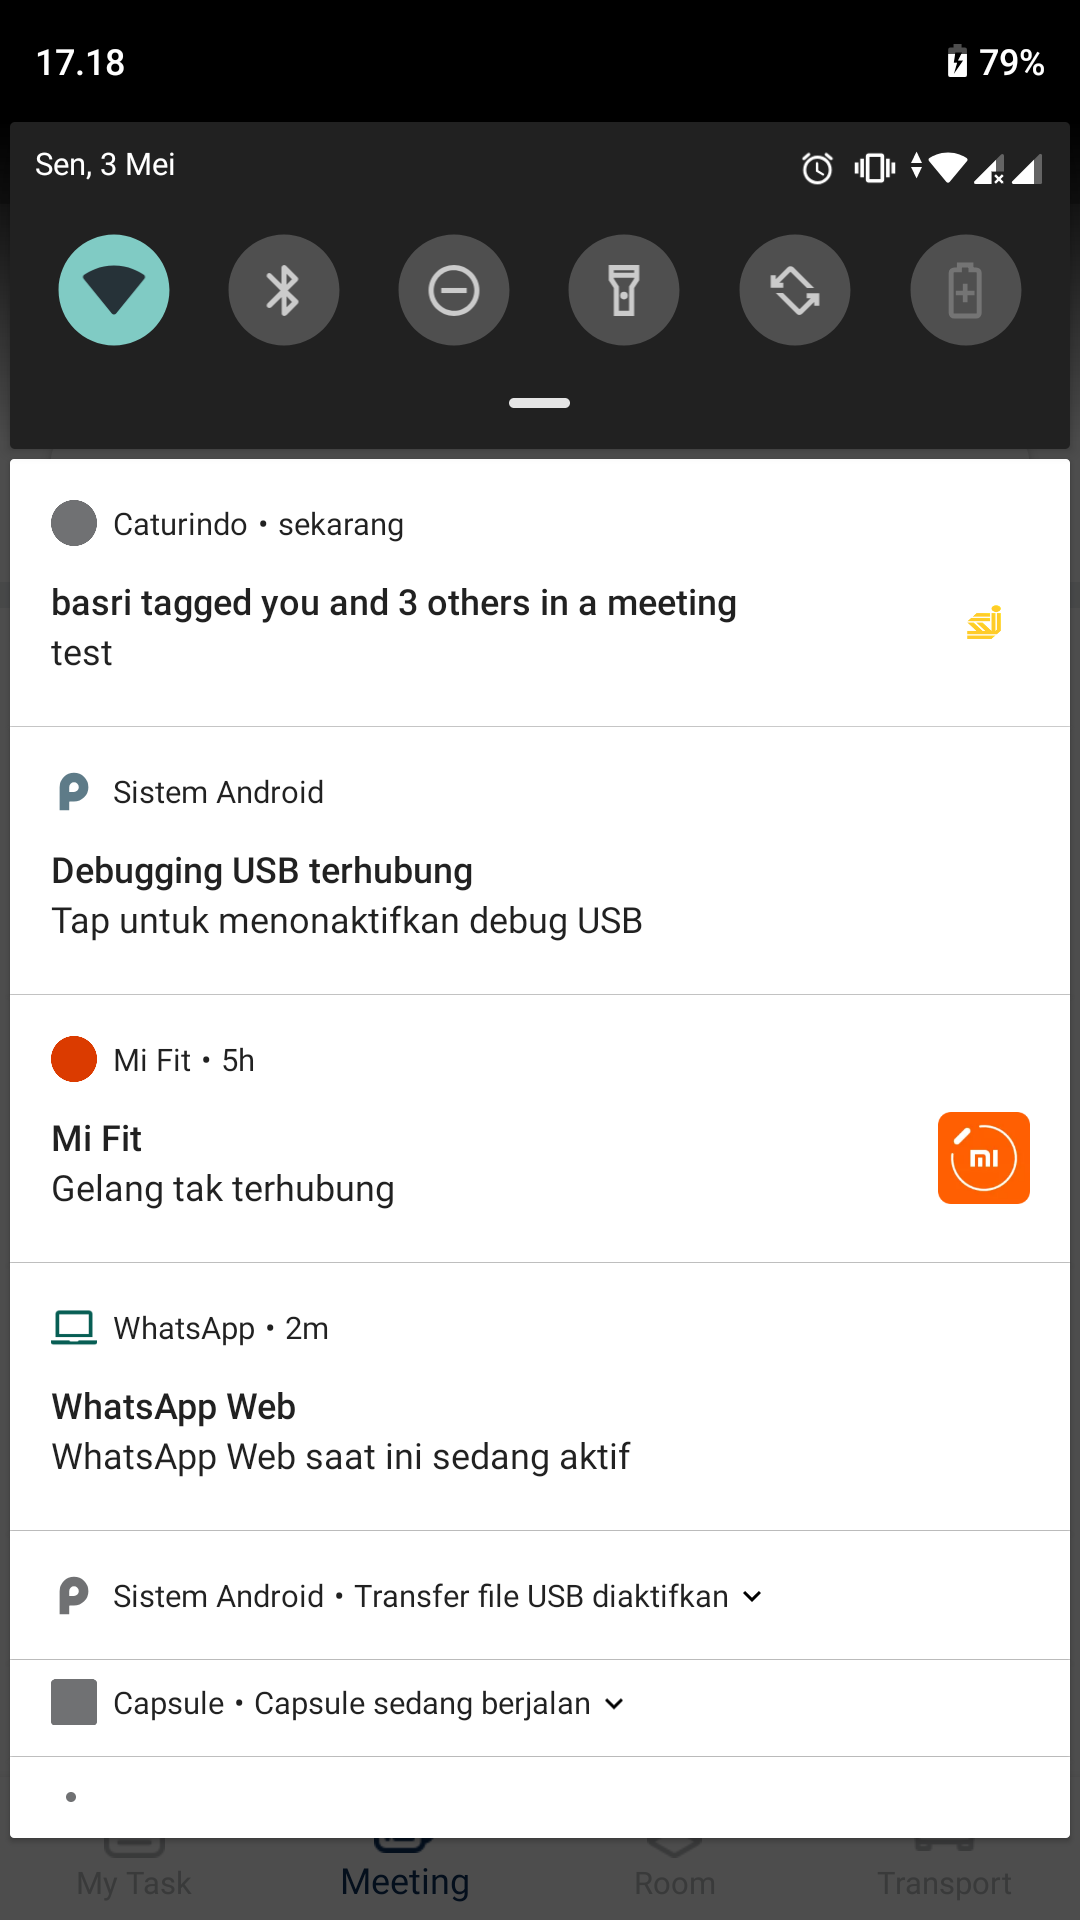 17.18
79%
Sen, 3 Mei
Caturindo • sekarang
basri tagged you and 3 others in a meeting
test
Sistem Android
Debugging USB terhubung
Tap untuk menonaktifkan debug USB
Mi Fit • 5h
Mi Fit
Gelang tak terhubung
WhatsApp • 2m
WhatsApp Web
WhatsApp Web saat ini sedang aktif
Sistem Android • Transfer file USB diaktifkan
Capsule • Capsule sedang berjalan
My Task
Meeting
Room
Transport